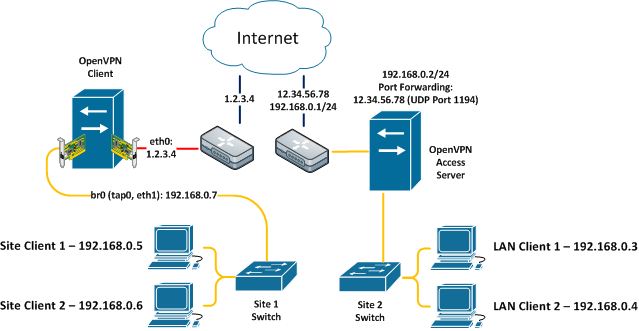 Internet
OpenVPN
Client
192.168.0.2/24
Port Forwarding:
12.34.56.78 (UDP Port 1194)
1.2.3.4
12.34.56.78
192.168.0.1/24
eth0:
1.2.3.4
OpenVPN
Access
Server
br0 (tap0, eth1): 192.168.0.7
Site Client 1 – 192.168.0.5
LAN Client 1 – 192.168.0.3
Site Client 2 – 192.168.0.6
Site 1
Switch
Site 2
Switch
LAN Client 2 – 192.168.0.4